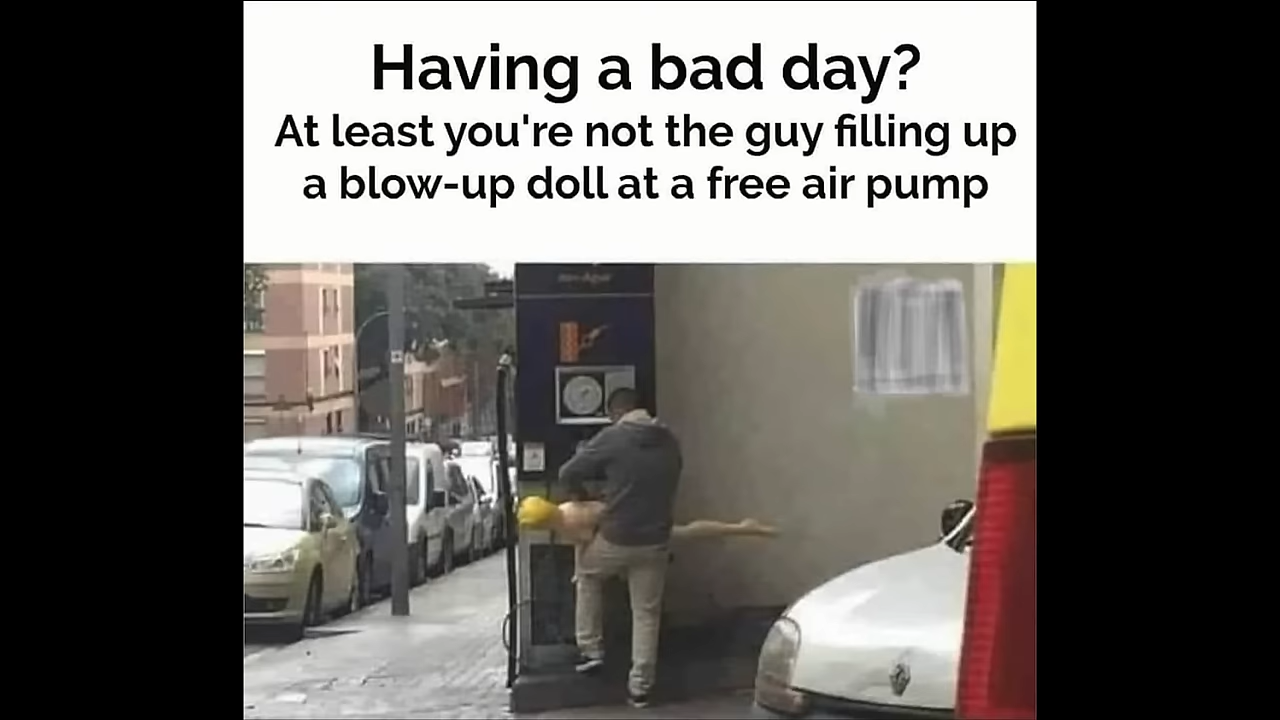 Having a bad day?
At least you're not the guy filling up
a blow-up doll at a free air pump